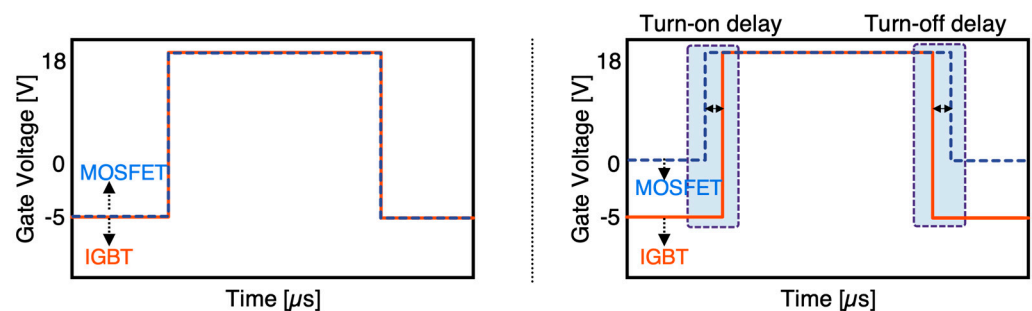 Gate Voltage [V]
18
0
-5
MOSFET
IGBT
Time [µs]
Turn-on delay
Turn-off delay
Gate Voltage [V]
18
0
-5
MOSFET
IGBT
Time [µs]